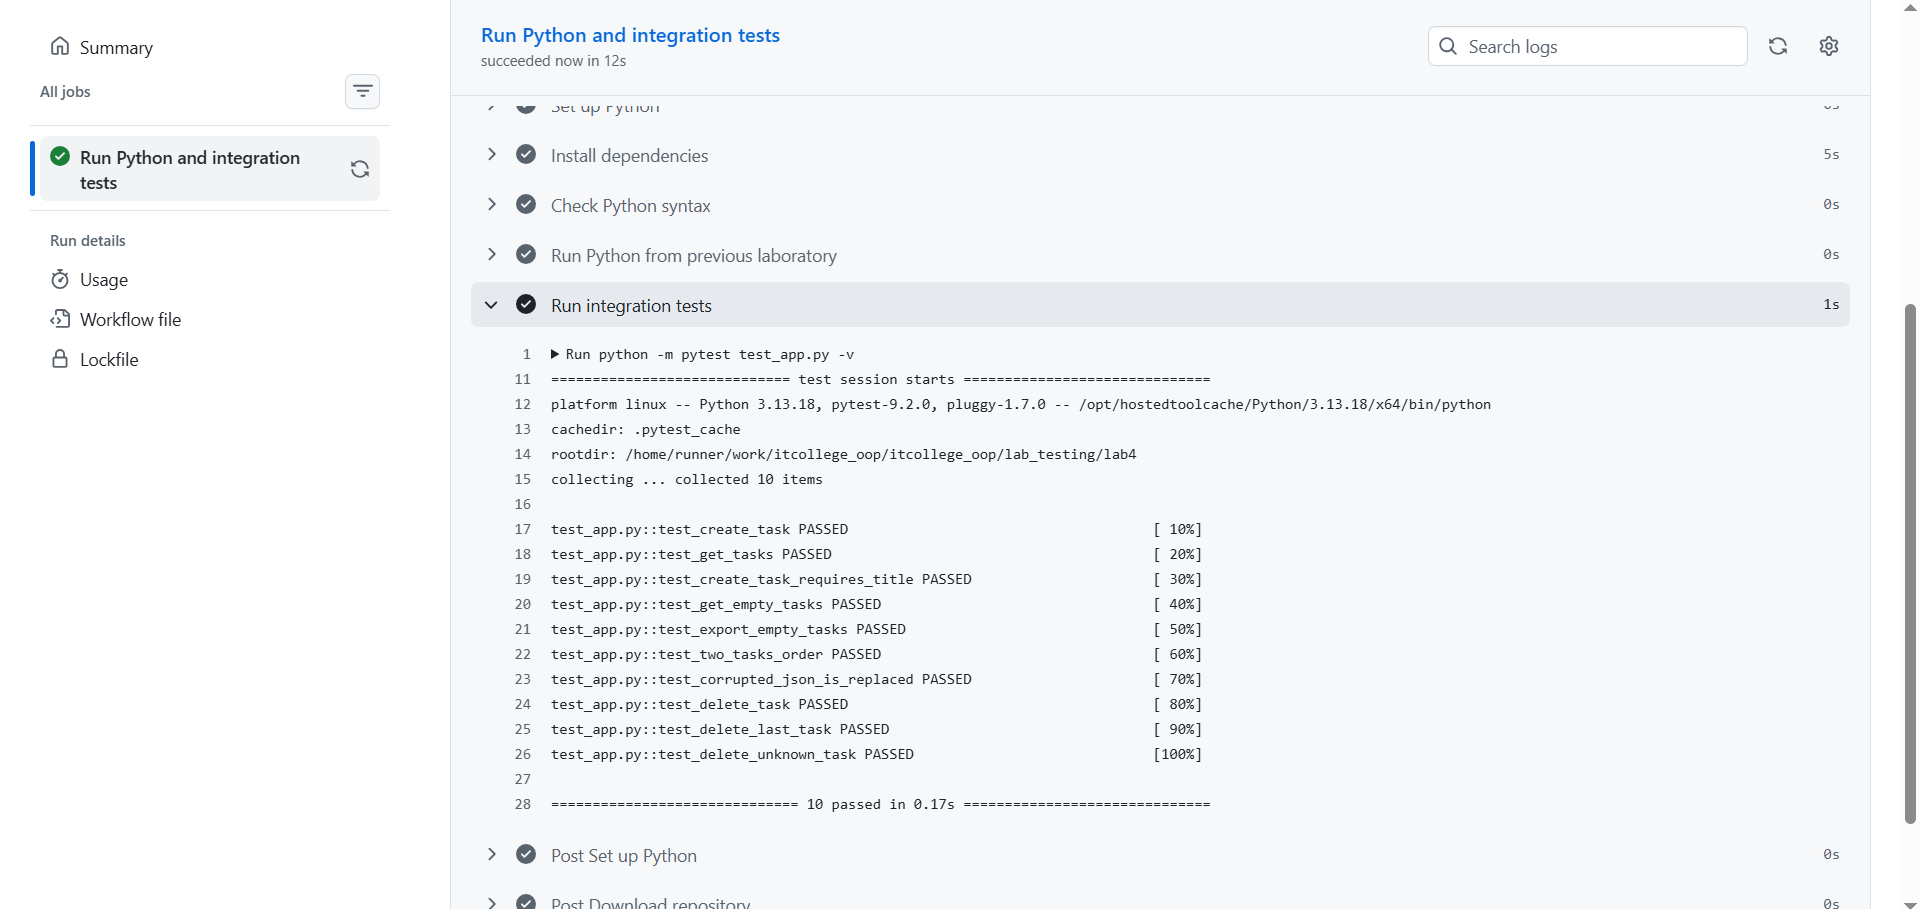 Summary
All jobs
Run Python and integration
tests
Run details
Usage
Workflow file
Lockfile
Run Python and integration tests
succeeded now in 12s
Search logs
Set up Python 0s
Install dependencies 5s
Check Python syntax 0s
Run Python from previous laboratory 0s
Run integration tests 1s
1 Run python -m pytest test_app.py -v
11 ============================= test session starts ==============================
12 platform linux -- Python 3.13.18, pytest-9.2.0, pluggy-1.7.0 -- /opt/hostedtoolcache/Python/3.13.18/x64/bin/python
13 cachedir: .pytest_cache
14 rootdir: /home/runner/work/itcollege_oop/itcollege_oop/lab_testing/lab4
15 collecting ... collected 10 items
16
17 test_app.py::test_create_task PASSED [ 10%]
18 test_app.py::test_get_tasks PASSED [ 20%]
19 test_app.py::test_create_task_requires_title PASSED [ 30%]
20 test_app.py::test_get_empty_tasks PASSED [ 40%]
21 test_app.py::test_export_empty_tasks PASSED [ 50%]
22 test_app.py::test_two_tasks_order PASSED [ 60%]
23 test_app.py::test_corrupted_json_is_replaced PASSED [ 70%]
24 test_app.py::test_delete_task PASSED [ 80%]
25 test_app.py::test_delete_last_task PASSED [ 90%]
26 test_app.py::test_delete_unknown_task PASSED [100%]
27
28 ============================== 10 passed in 0.17s ==============================
Post Set up Python 0s
Post Download repository 0s